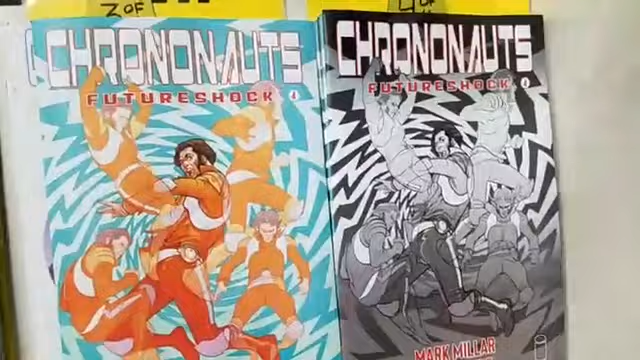 3 OF
4 OF
CHRONONAUTS
FUTURESHOCK 4
CHRONONAUTS
FUTURESHOCK 4
MARK MILLAR